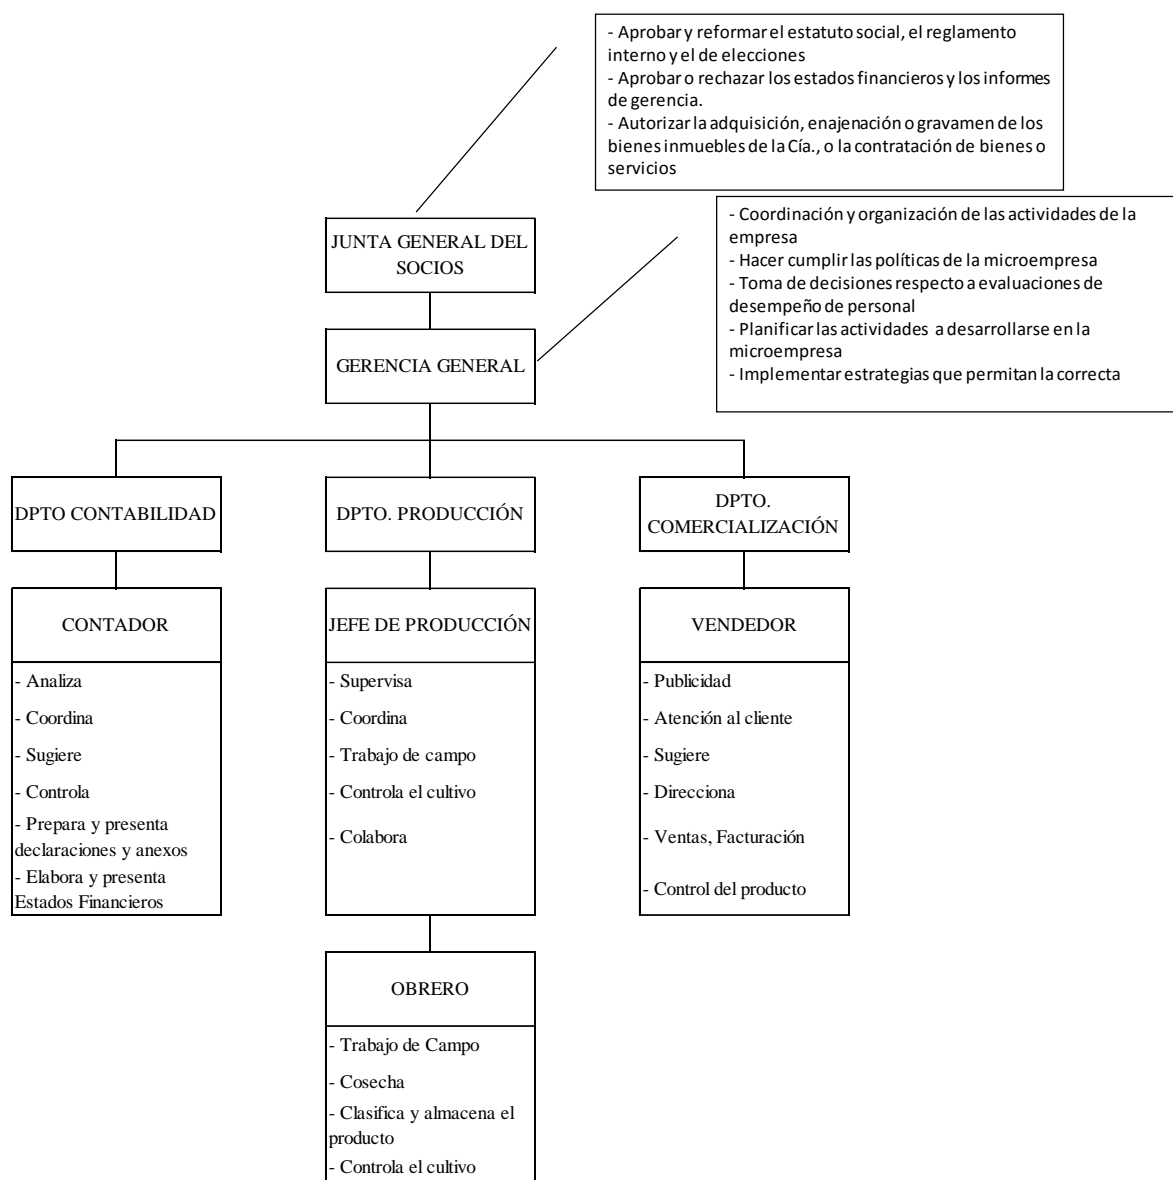 - Aprobar y reformar el estatuto social, el reglamento
interno y el de elecciones
- Aprobar o rechazar los estados financieros y los informes
de gerencia.
- Autorizar la adquisición, enajenación o gravamen de los
bienes inmuebles de la Cía., o la contratación de bienes o
servicios
- Coordinación y organización de las actividades de la
empresa
- Hacer cumplir las políticas de la microempresa
- Toma de decisiones respecto a evaluaciones de
desempeño de personal
- Planificar las actividades a desarrollarse en la
microempresa
- Implementar estrategias que permitan la correcta
JUNTA GENERAL DEL
SOCIOS
GERENCIA GENERAL
DPTO CONTABILIDAD
DPTO. PRODUCCIÓN
DPTO.
COMERCIALIZACIÓN
CONTADOR
- Analiza
- Coordina
- Sugiere
- Controla
- Prepara y presenta
declaraciones y anexos
- Elabora y presenta
Estados Financieros
JEFE DE PRODUCCIÓN
- Supervisa
- Coordina
- Trabajo de campo
- Controla el cultivo
- Colabora
VENDEDOR
- Publicidad
- Atención al cliente
- Sugiere
- Direcciona
- Ventas, Facturación
- Control del producto
OBRERO
- Trabajo de Campo
- Cosecha
- Clasifica y almacena el
producto
- Controla el cultivo